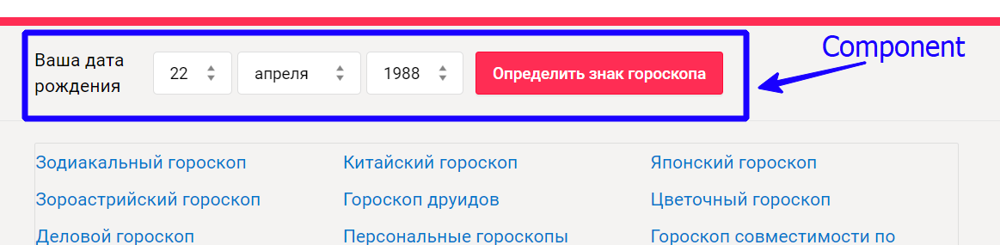 Component
Ваша дата
рождения
22
апреля
1988
Определить знак гороскопа
Зодиакальный гороскоп
Китайский гороскоп
Японский гороскоп
Зороастрийский гороскоп
Гороскоп друидов
Цветочный гороскоп
Деловой гороскоп
Персональные гороскопы
Гороскоп совместимости по